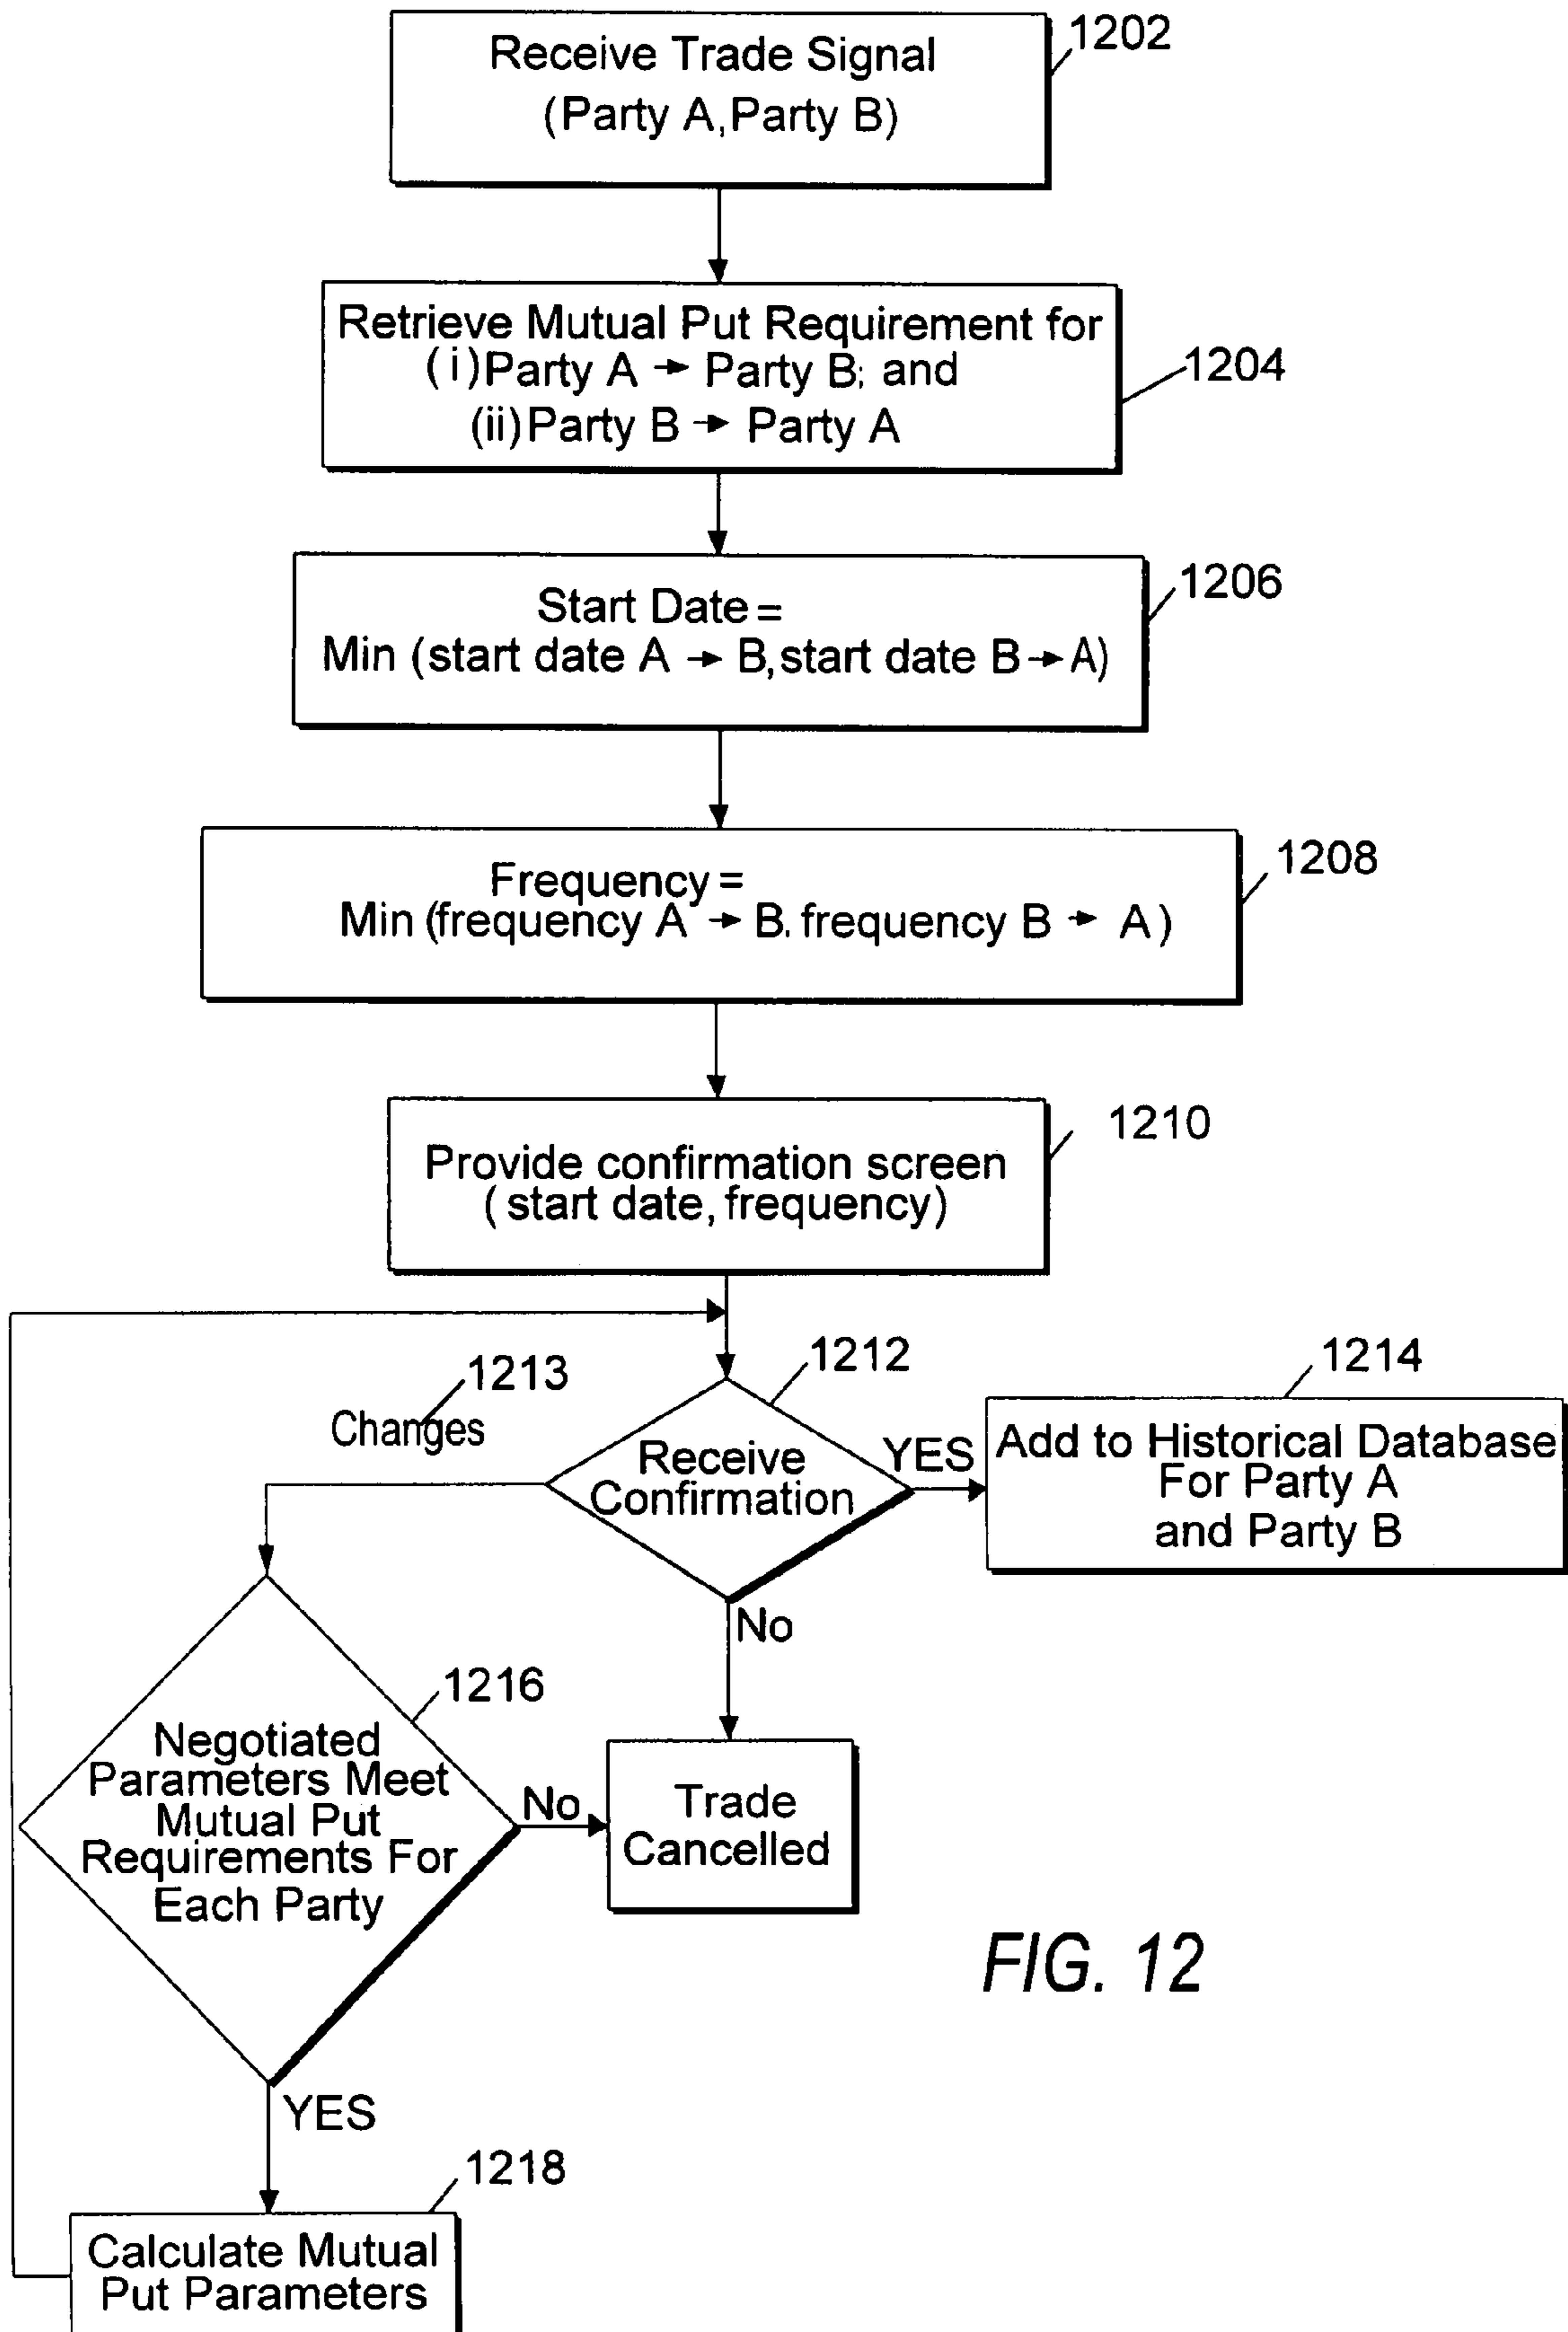 Receive Trade Signal
(Party A, Party B)
1202
Retrieve Mutual Put Requirement for
(i) Party A → Party B; and
(ii) Party B → Party A
1204
Start Date =
Min (start date A → B, start date B → A)
1206
Frequency =
Min (frequency A → B. frequency B → A)
1208
Provide confirmation screen
(start date, frequency)
1210
1213
Changes
1212
Receive
Confirmation
YES
1214
Add to Historical Database
For Party A
and Party B
No
1216
Negotiated
Parameters Meet
Mutual Put
Requirements For
Each Party
No
Trade
Cancelled
YES
1218
Calculate Mutual
Put Parameters
FIG. 12